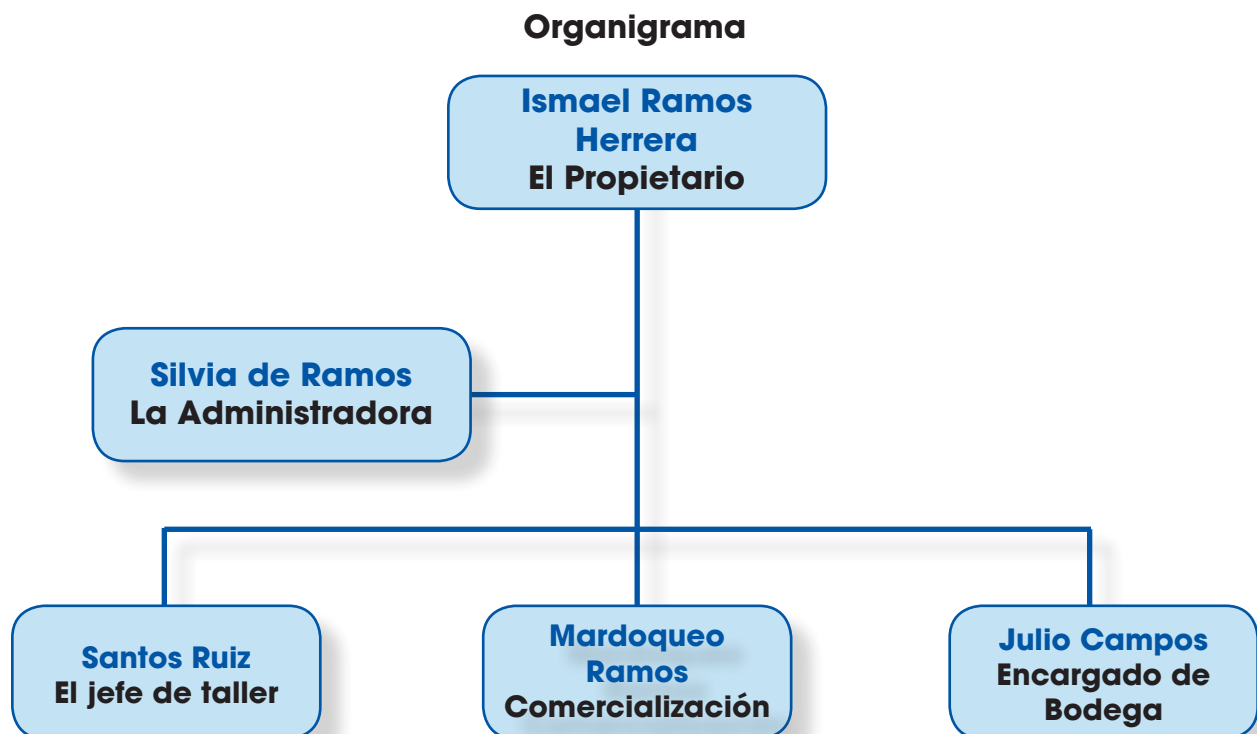 Organigrama
Ismael Ramos
Herrera
El Propietario
Silvia de Ramos
La Administradora
Santos Ruiz
El jefe de taller
Mardoqueo
Ramos
Comercialización
Julio Campos
Encargado de
Bodega